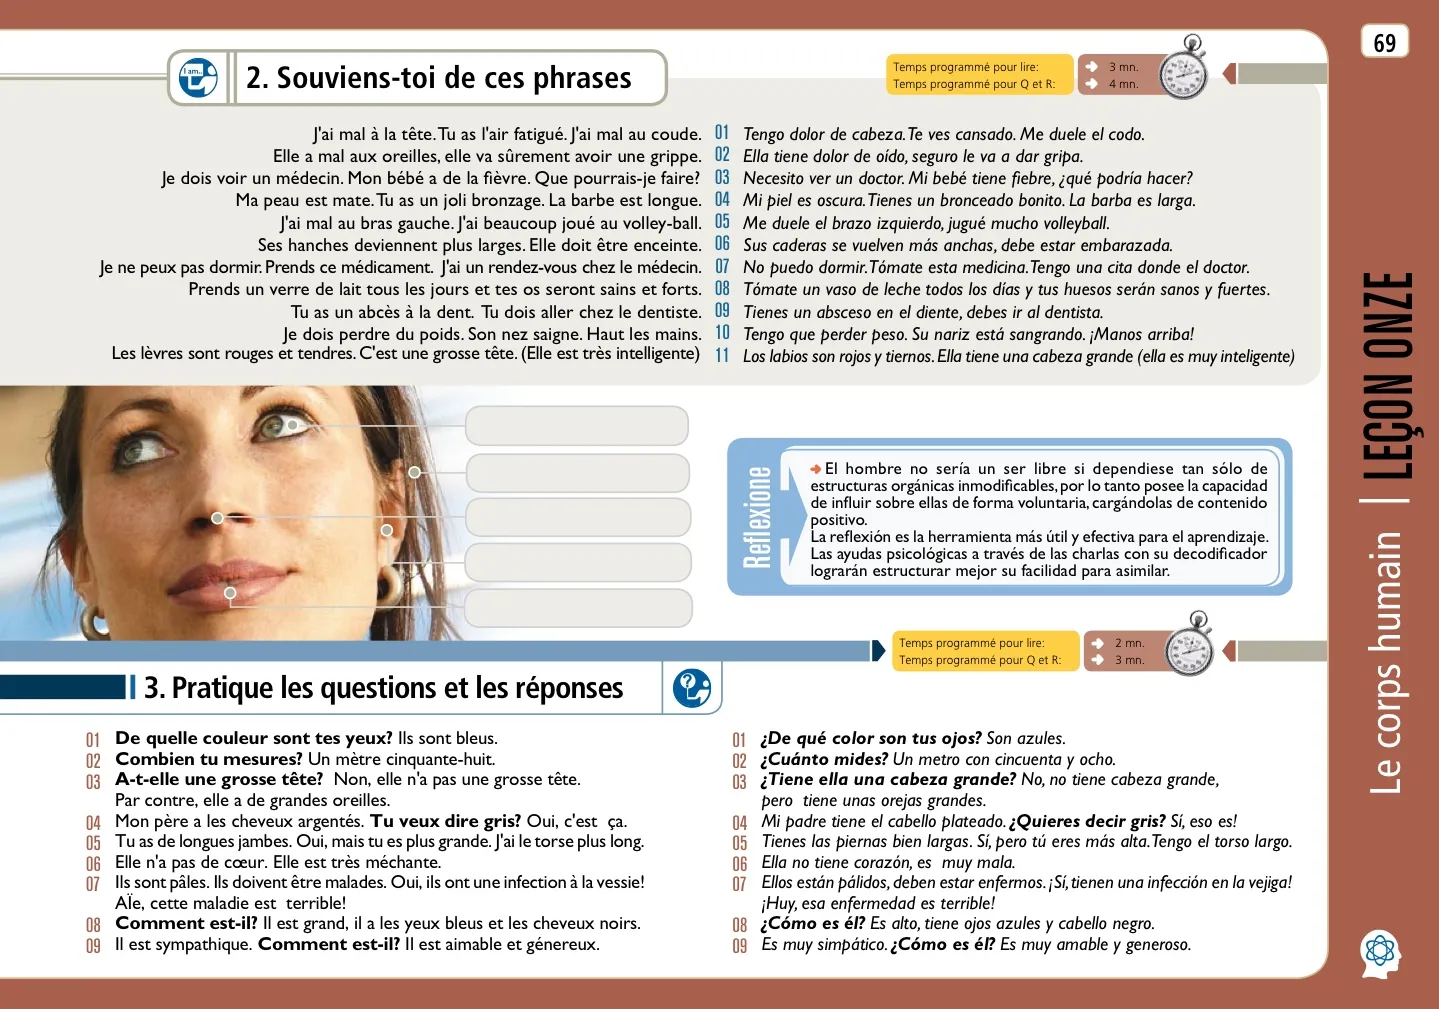 69
I am..
2. Souviens-toi de ces phrases
Temps programmé pour lire: 3 mn.
Temps programmé pour Q et R: 4 mn.
J'ai mal à la tête. Tu as l'air fatigué. J'ai mal au coude. 01 Tengo dolor de cabeza. Te ves cansado. Me duele el codo.
Elle a mal aux oreilles, elle va sûrement avoir une grippe. 02 Ella tiene dolor de oído, seguro le va a dar gripa.
Je dois voir un médecin. Mon bébé a de la fièvre. Que pourrais-je faire? 03 Necesito ver un doctor. Mi bebé tiene fiebre, ¿qué podría hacer?
Ma peau est mate. Tu as un joli bronzage. La barbe est longue. 04 Mi piel es oscura. Tienes un bronceado bonito. La barba es larga.
J'ai mal au bras gauche. J'ai beaucoup joué au volley-ball. 05 Me duele el brazo izquierdo, jugué mucho volleyball.
Ses hanches deviennent plus larges. Elle doit être enceinte. 06 Sus caderas se vuelven más anchas, debe estar embarazada.
Je ne peux pas dormir. Prends ce médicament. J'ai un rendez-vous chez le médecin. 07 No puedo dormir. Tómate esta medicina. Tengo una cita donde el doctor.
Prends un verre de lait tous les jours et tes os seront sains et forts. 08 Tómate un vaso de leche todos los días y tus huesos serán sanos y fuertes.
Tu as un abcès à la dent. Tu dois aller chez le dentiste. 09 Tienes un absceso en el diente, debes ir al dentista.
Je dois perdre du poids. Son nez saigne. Haut les mains. 10 Tengo que perder peso. Su nariz está sangrando. ¡Manos arriba!
Les lèvres sont rouges et tendres. C'est une grosse tête. (Elle est très intelligente) 11 Los labios son rojos y tiernos. Ella tiene una cabeza grande (ella es muy inteligente)
Reflexione
El hombre no sería un ser libre si dependiese tan sólo de
estructuras orgánicas inmodificables, por lo tanto posee la capacidad
de influir sobre ellas de forma voluntaria, cargándolas de contenido
positivo.
La reflexión es la herramienta más útil y efectiva para el aprendizaje.
Las ayudas psicológicas a través de las charlas con su decodificador
lograrán estructurar mejor su facilidad para asimilar.
Temps programmé pour lire: 2 mn.
Temps programmé pour Q et R: 3 mn.
3. Pratique les questions et les réponses
?
01 De quelle couleur sont tes yeux? Ils sont bleus.
02 Combien tu mesures? Un mètre cinquante-huit.
03 A-t-elle une grosse tête? Non, elle n'a pas une grosse tête.
Par contre, elle a de grandes oreilles.
04 Mon père a les cheveux argentés. Tu veux dire gris? Oui, c'est ça.
05 Tu as de longues jambes. Oui, mais tu es plus grande. J'ai le torse plus long.
06 Elle n'a pas de cœur. Elle est très méchante.
07 Ils sont pâles. Ils doivent être malades. Oui, ils ont une infection à la vessie!
AÏe, cette maladie est terrible!
08 Comment est-il? Il est grand, il a les yeux bleus et les cheveux noirs.
09 Il est sympathique. Comment est-il? Il est aimable et génereux.
01 ¿De qué color son tus ojos? Son azules.
02 ¿Cuánto mides? Un metro con cincuenta y ocho.
03 ¿Tiene ella una cabeza grande? No, no tiene cabeza grande,
pero tiene unas orejas grandes.
04 Mi padre tiene el cabello plateado. ¿Quieres decir gris? Sí, eso es!
05 Tienes las piernas bien largas. Sí, pero tú eres más alta. Tengo el torso largo.
06 Ella no tiene corazón, es muy mala.
07 Ellos están pálidos, deben estar enfermos. ¡Sí, tienen una infección en la vejiga!
¡Huy, esa enfermedad es terrible!
08 ¿Cómo es él? Es alto, tiene ojos azules y cabello negro.
09 Es muy simpático. ¿Cómo es él? Es muy amable y generoso.
Le corps humain | LEÇON ONZE